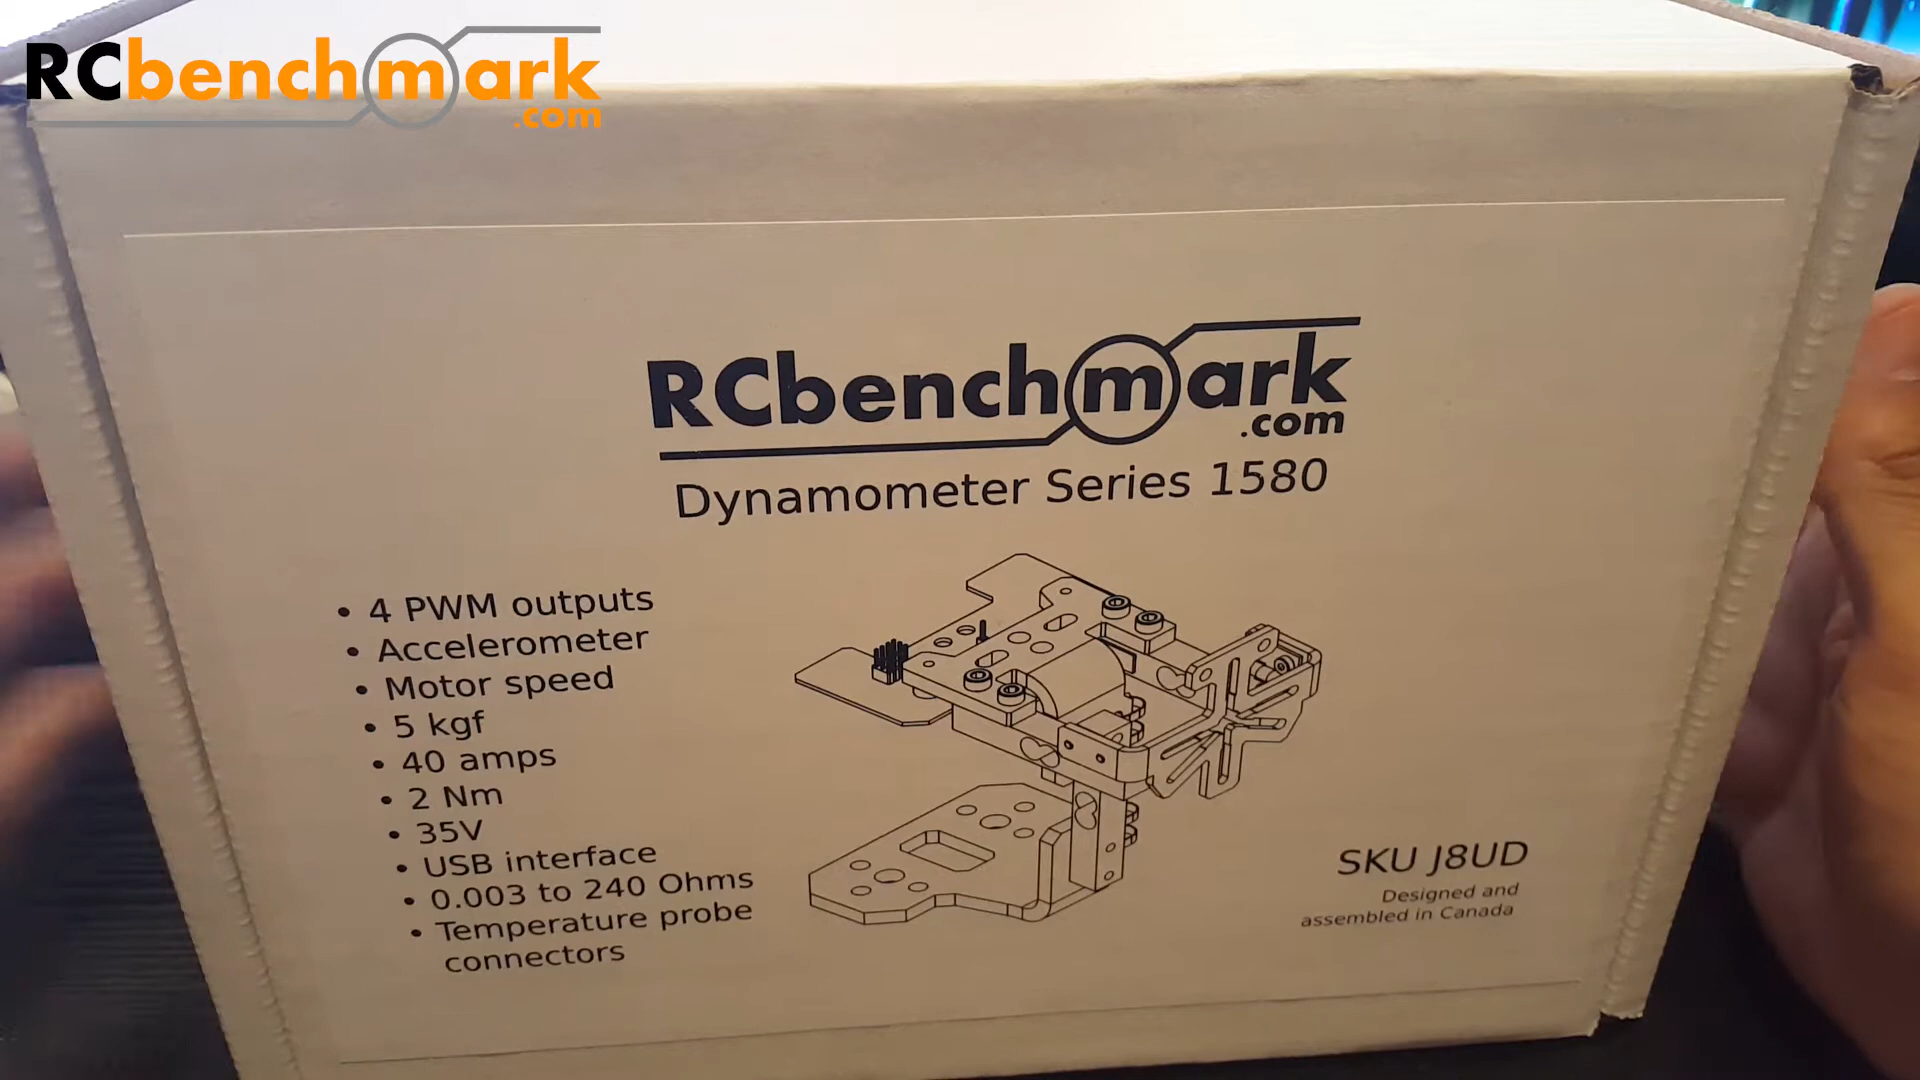 RCbenchmark
.com
RCbenchmark
.com
Dynamometer Series 1580
• 4 PWM outputs
• Accelerometer
• Motor speed
• 5 kgf
• 40 amps
• 2 Nm
• 35V
• USB interface
• 0.003 to 240 Ohms
• Temperature probe
connectors
SKU J8UD
Designed and
assembled in Canada